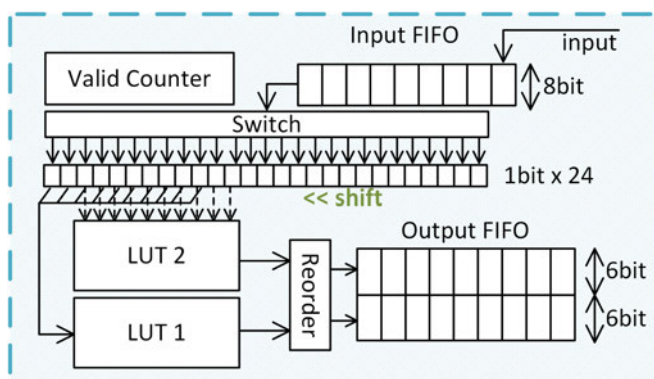 Input FIFO
input
Valid Counter
8bit
Switch
1bit x 24
<< shift
Output FIFO
LUT 2
Reorder
6bit
LUT 1
6bit